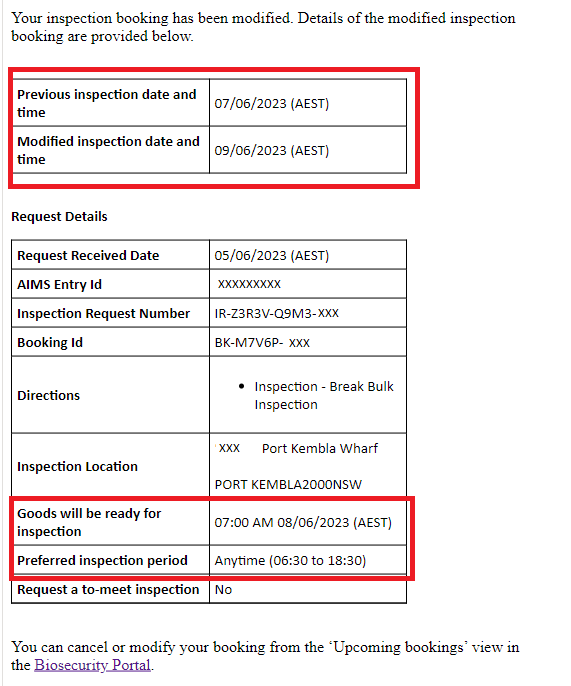 Your inspection booking has been modified. Details of the modified inspection
booking are provided below.
Previous inspection date and
time
07/06/2023 (AEST)
Modified inspection date and
time
09/06/2023 (AEST)
Request Details
Request Received Date
05/06/2023 (AEST)
AIMS Entry Id
XXXXXXXXX
Inspection Request Number
IR-Z3R3V-Q9M3-XXX
Booking Id
BK-M7V6P- XXX
Directions
• Inspection - Break Bulk
Inspection
Inspection Location
XXX Port Kembla Wharf
PORT KEMBLA2000NSW
Goods will be ready for
inspection
07:00 AM 08/06/2023 (AEST)
Preferred inspection period
Anytime (06:30 to 18:30)
Request a to-meet inspection
No
You can cancel or modify your booking from the ‘Upcoming bookings’ view in
the Biosecurity Portal.